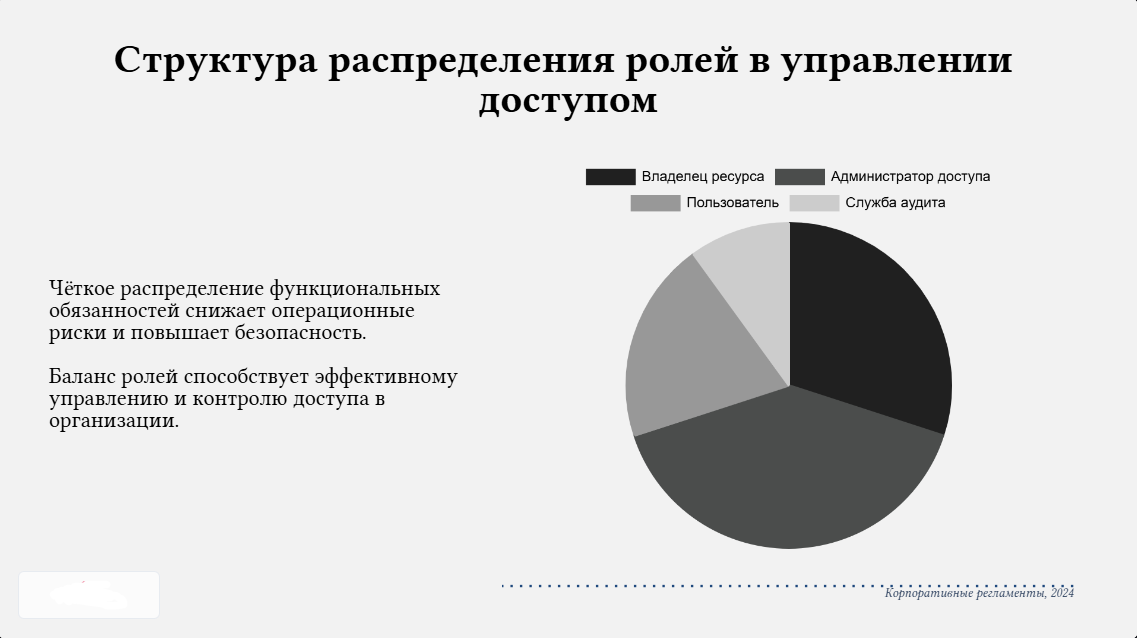 Структура распределения ролей в управлении
доступом
Владелец ресурса Администратор доступа
Пользователь Служба аудита
Чёткое распределение функциональных
обязанностей снижает операционные
риски и повышает безопасность.
Баланс ролей способствует эффективному
управлению и контролю доступа в
организации.
Корпоративные регламенты, 2024